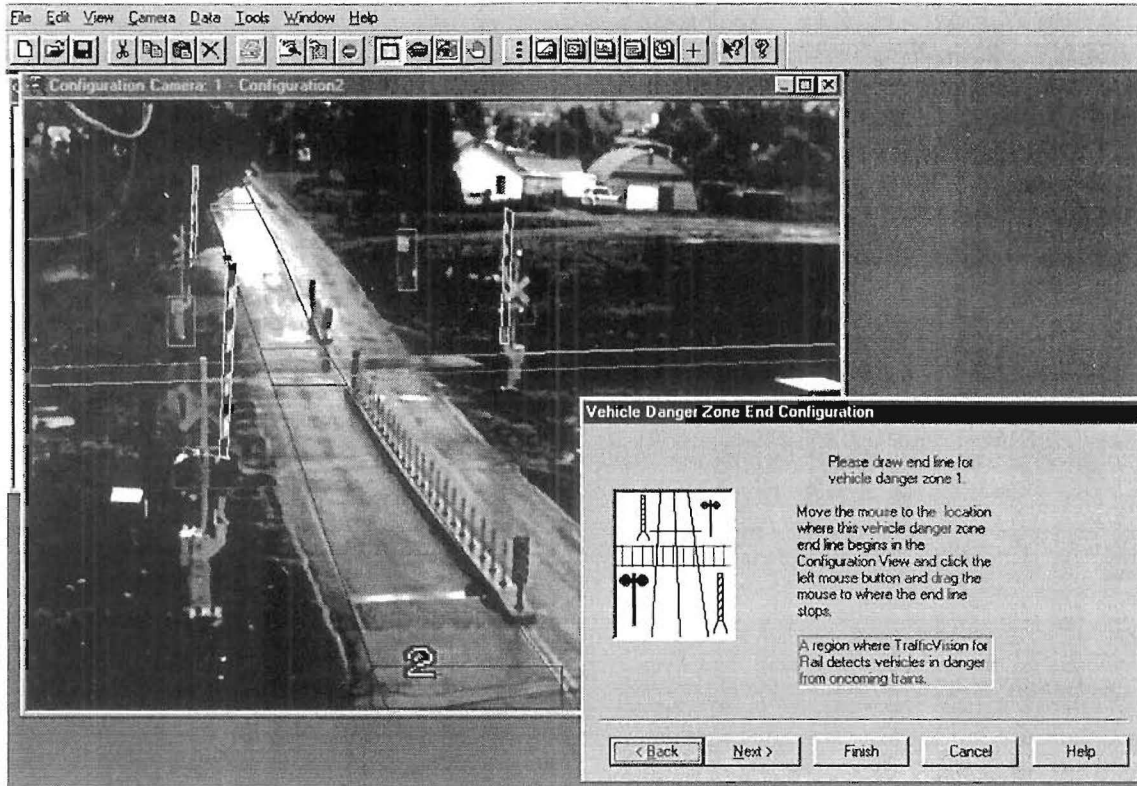 File Edit View Camera Data Tools Window Help
Configuration Camera: 1 - Configuration2
2
Vehicle Danger Zone End Configuration
Please draw end line for
vehicle danger zone 1.
Move the mouse to the location
where this vehicle danger zone
end line begins in the
Configuration View and click the
left mouse button and drag the
mouse to where the end line
stops.
A region where TrafficVision for
Rail detects vehicles in danger
from oncoming trains.
< Back Next > Finish Cancel Help